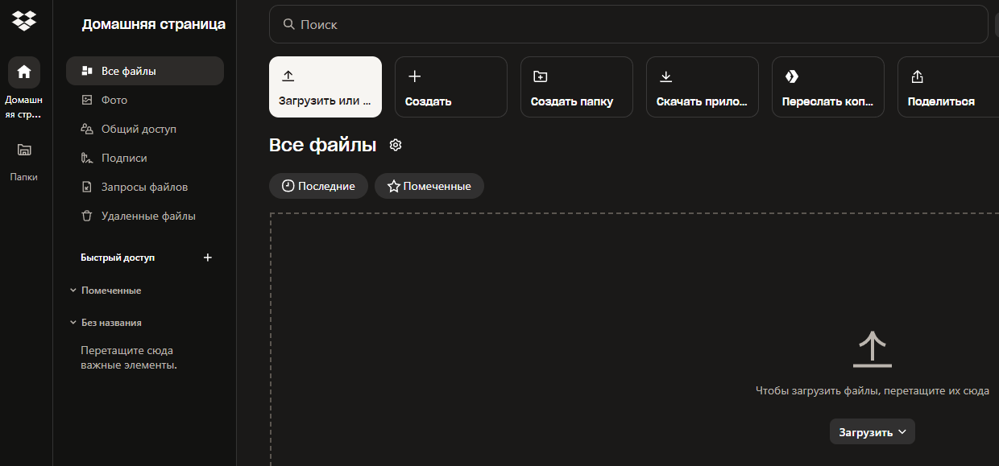 Домашняя страница
Поиск
Домашн
яя стр...
Папки
Все файлы
Фото
Общий доступ
Подписи
Запросы файлов
Удаленные файлы
Быстрый доступ
Помеченные
Без названия
Перетащите сюда
важные элементы.
Загрузить или ...
Создать
Создать папку
Скачать прило...
Переслать коп...
Поделиться
Все файлы
Последние
Помеченные
Чтобы загрузить файлы, перетащите их сюда
Загрузить